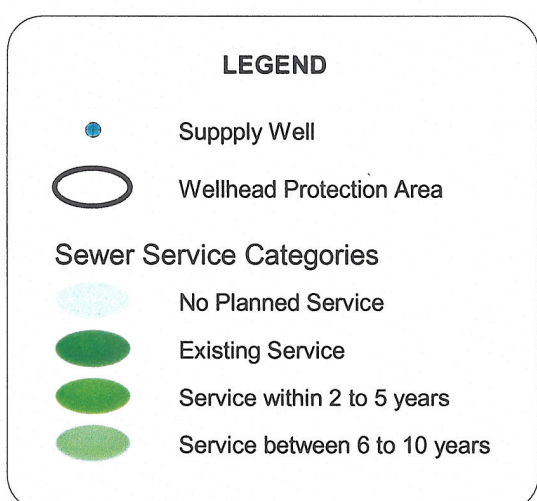 LEGEND
Suppply Well
Wellhead Protection Area
Sewer Service Categories
No Planned Service
Existing Service
Service within 2 to 5 years
Service between 6 to 10 years